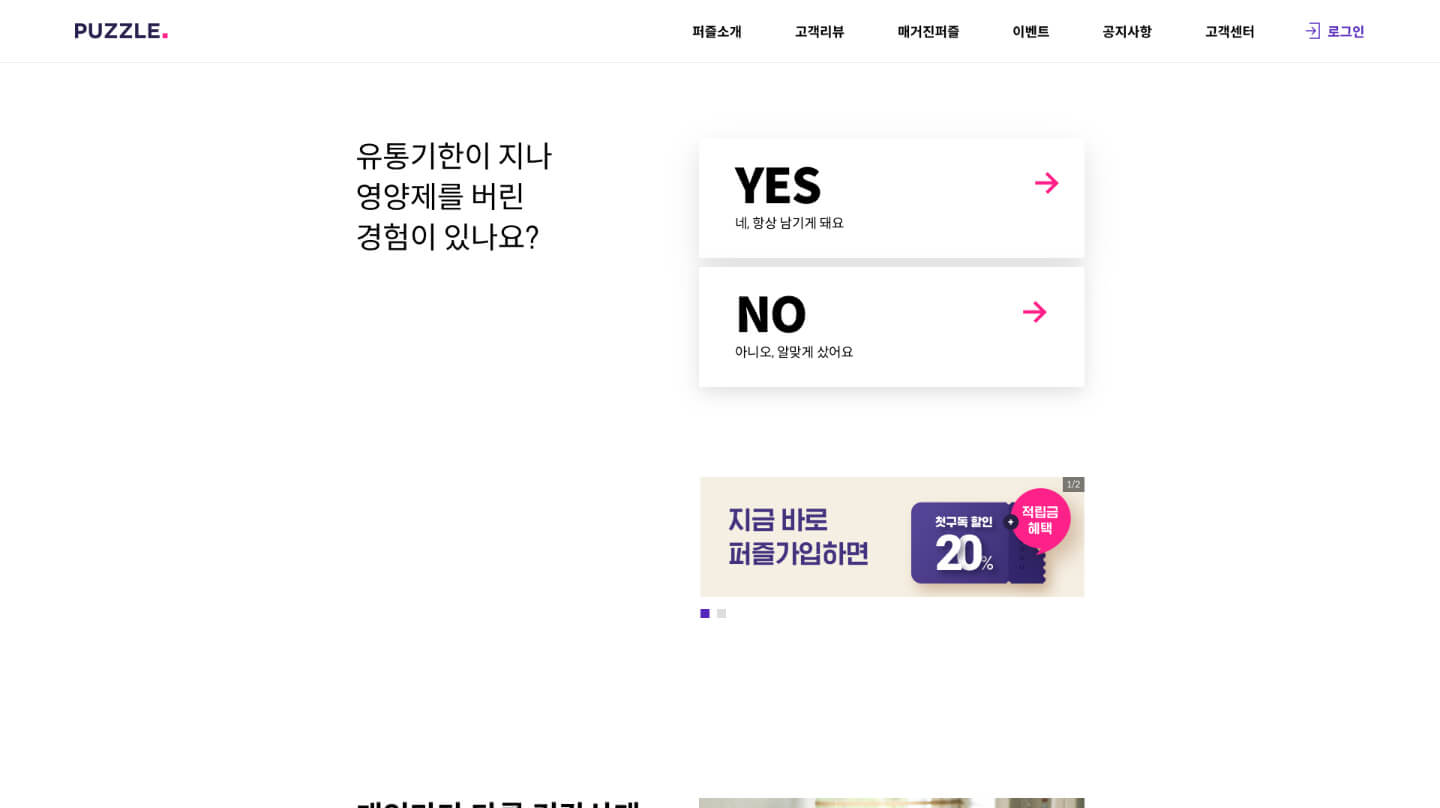 PUZZLE.
퍼즐소개
고객리뷰
매거진퍼즐
이벤트
공지사항
고객센터
로그인
유통기한이 지나
영양제를 버린
경험이 있나요?
YES
네, 항상 남기게 돼요
NO
아니오, 알맞게 샀어요
1/2
지금 바로
퍼즐가입하면
첫구독 할인
20%
+
적립금
혜택